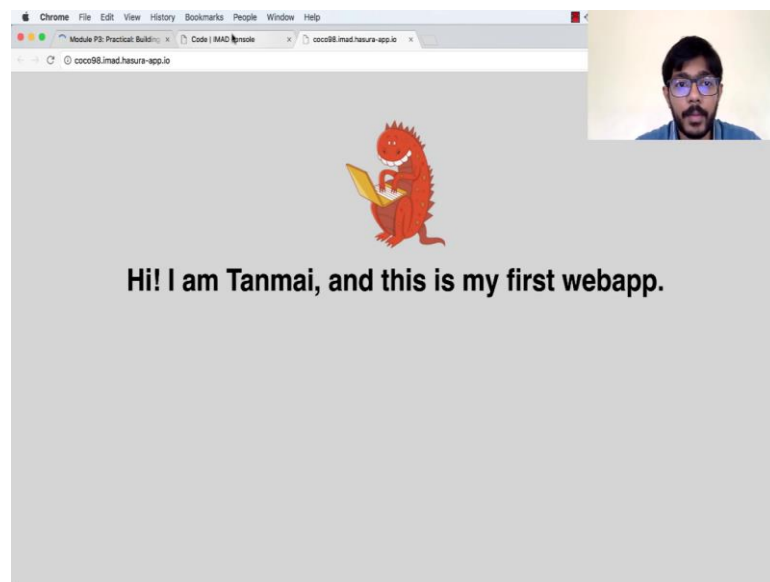 Chrome File Edit View History Bookmarks People Window Help
Module P3: Practical: Building
Code | IMAD Console
coco98.imad.hasura-app.io
coco98.imad.hasura-app.io
Hi! I am Tanmai, and this is my first webapp.